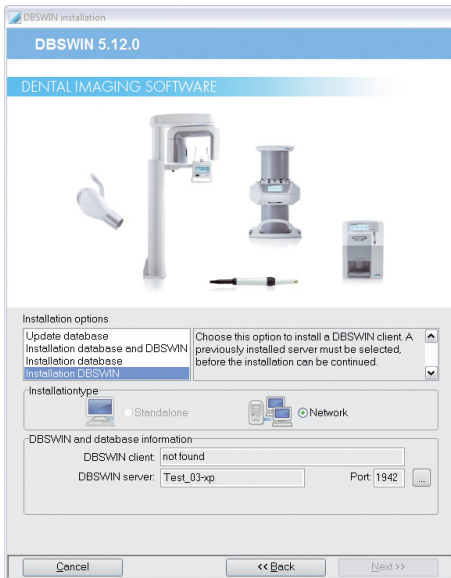 DBSWIN installation
DBSWIN 5.12.0
DENTAL IMAGING SOFTWARE
Installation options
Update database
Installation database and DBSWIN
Installation database
Installation DBSWIN
Choose this option to install a DBSWIN client. A
previously installed server must be selected,
before the installation can be continued.
Installationtype
Standalone
Network
DBSWIN and database information
DBSWIN client: not found
DBSWIN server: Test_03-xp Port: 1942 ...
Cancel << Back Next >>